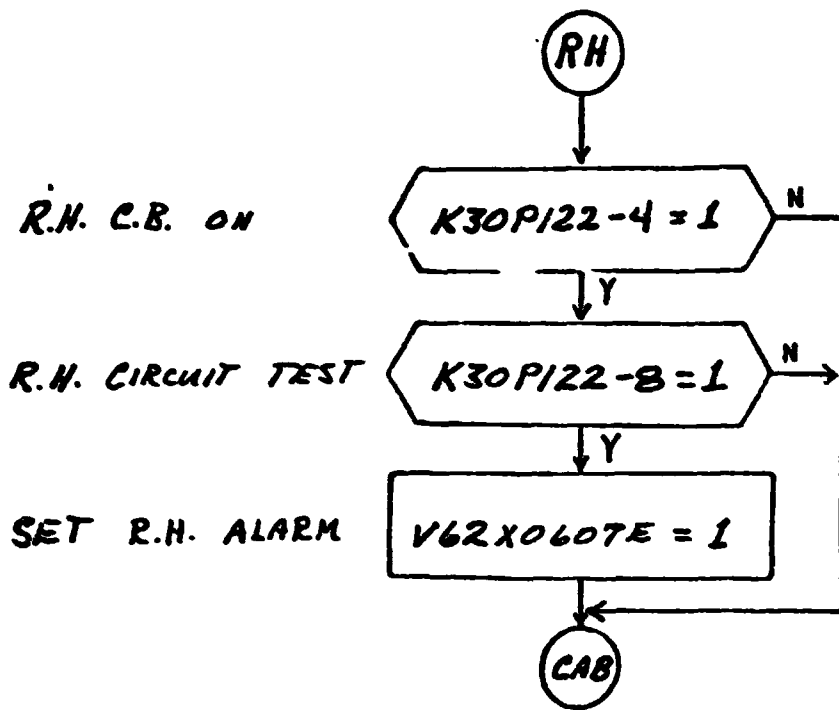 RH
R.H. C.B. ON
K30P122-4 = 1
N
Y
R.H. CIRCUIT TEST
K30P122-8 = 1
N
Y
SET R.H. ALARM
V62X0607E = 1
CAB